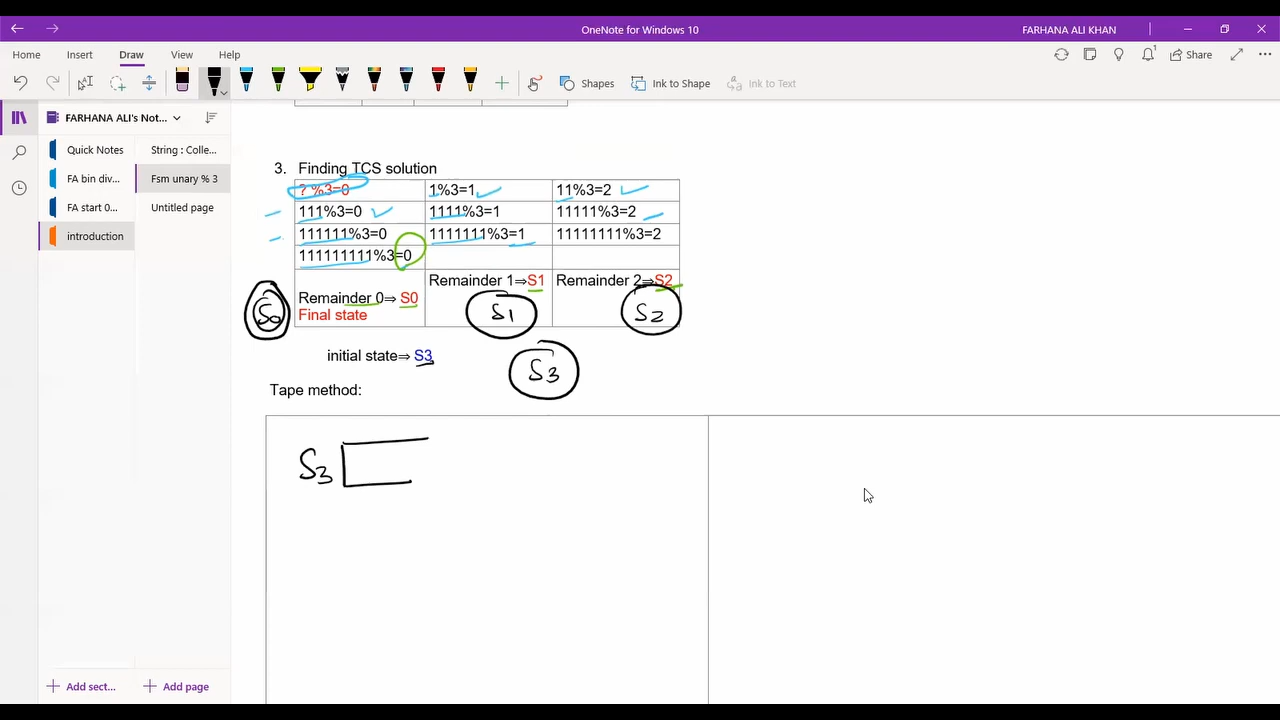 OneNote for Windows 10
FARHANA ALI KHAN
Home Insert Draw View Help
1 Share
Shapes Ink to Shape Ink to Text
FARHANA ALI's Not...
Quick Notes
FA bin div...
FA start 0...
introduction
String : Colle...
Fsm unary % 3
Untitled page
3. Finding TCS solution
? %3=0 1%3=1 11%3=2
111%3=0 1111%3=1 11111%3=2
111111%3=0 1111111%3=1 11111111%3=2
111111111%3=0
Remainder 0⇒ S0
Final state
Remainder 1⇒S1
Remainder 2⇒S2
S0 S1 S2
initial state⇒ S3
S3
Tape method:
S3
Add sect... Add page